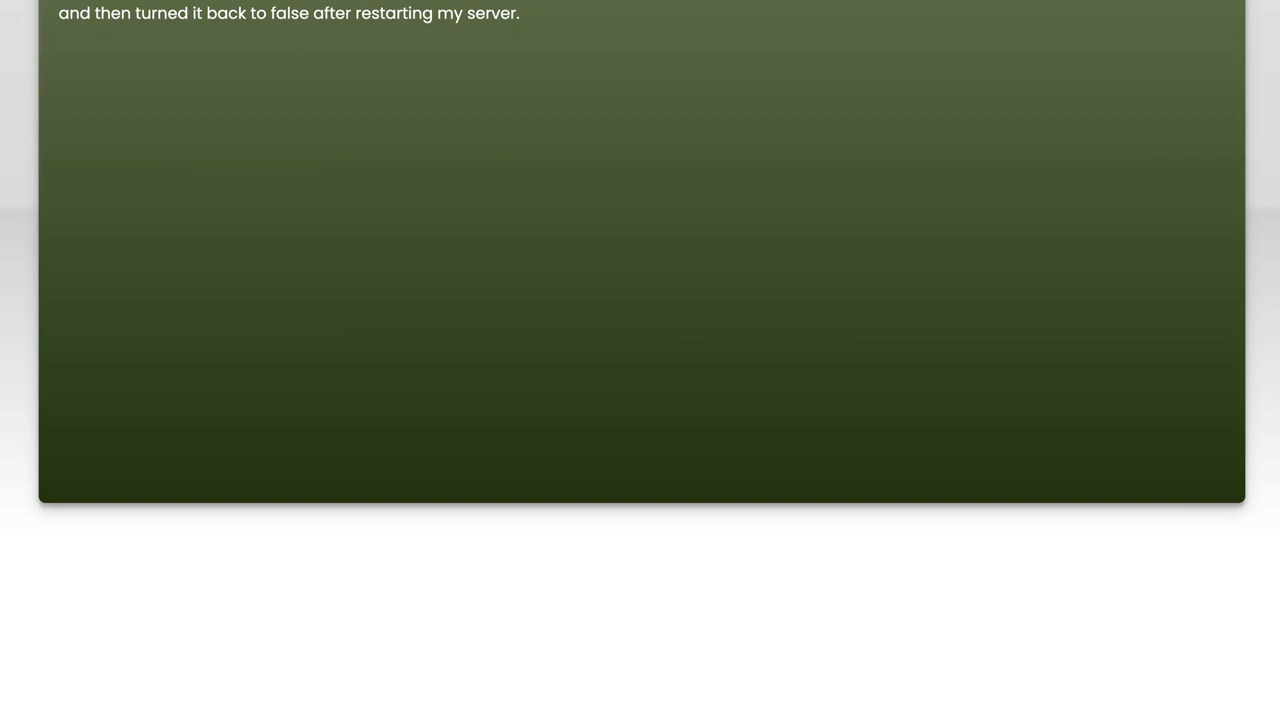 and then turned it back to false after restarting my server.